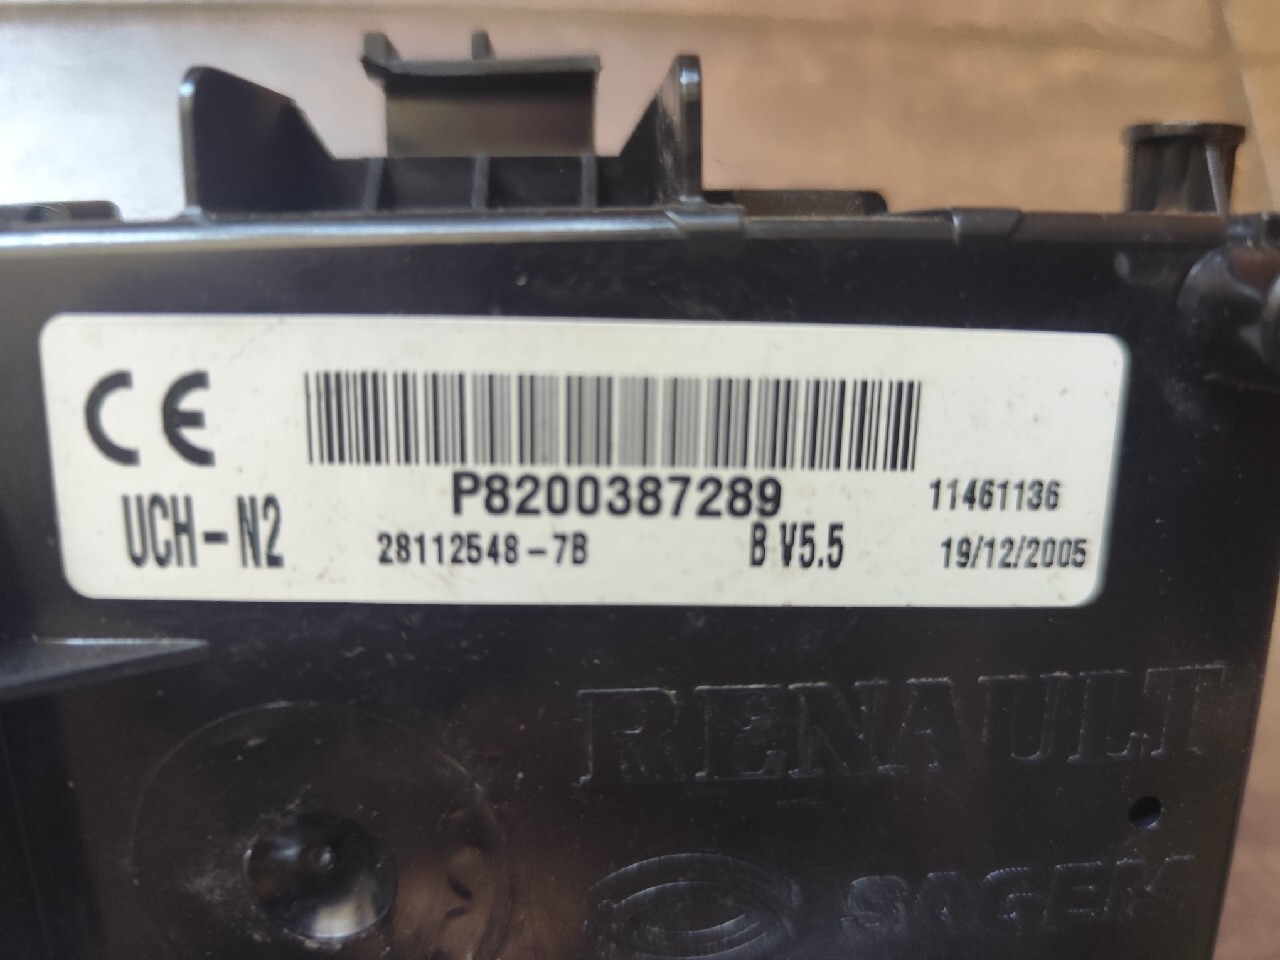 CE
P8200387289
11461136
UCH-N2
28112548-7B
B V5.5
19/12/2005
RENAULT
SAGEM